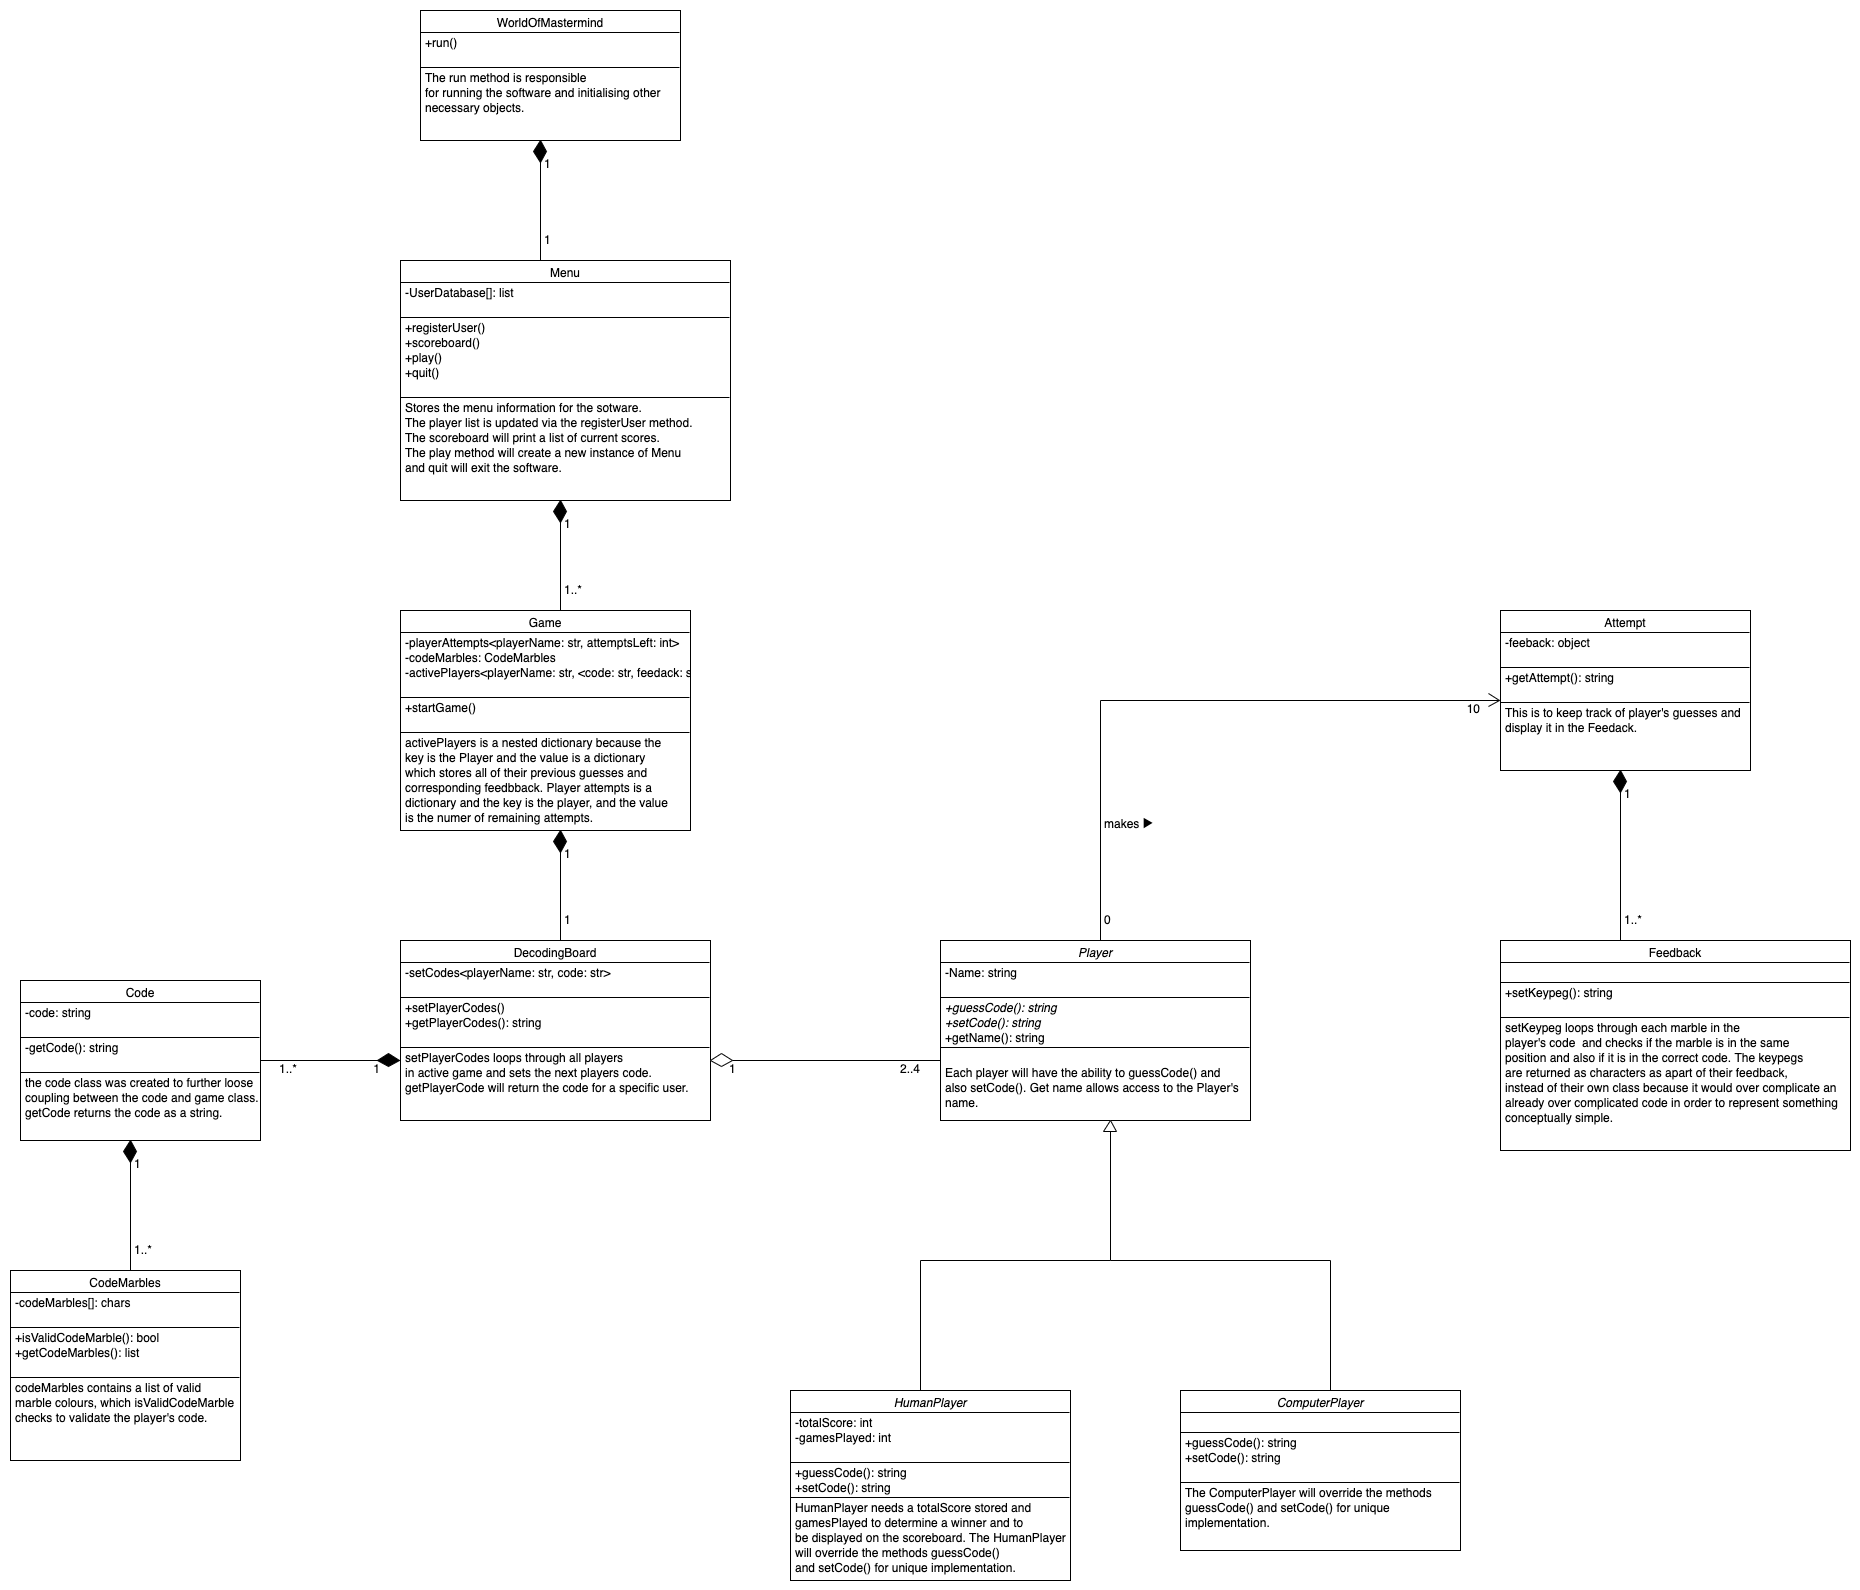 WorldOfMastermind
+run()
The run method is responsible
for running the software and initialising other
necessary objects.
1
1
Menu
-UserDatabase[]: list
+registerUser()
+scoreboard()
+play()
+quit()
Stores the menu information for the sotware.
The player list is updated via the registerUser method.
The scoreboard will print a list of current scores.
The play method will create a new instance of Menu
and quit will exit the software.
1
1..*
Game
-playerAttempts<playerName: str, attemptsLeft: int>
-codeMarbles: CodeMarbles
-activePlayers<playerName: str, <code: str, feedack: s
+startGame()
activePlayers is a nested dictionary because the
key is the Player and the value is a dictionary
which stores all of their previous guesses and
corresponding feedbback. Player attempts is a
dictionary and the key is the player, and the value
is the numer of remaining attempts.
1
1
Attempt
-feeback: object
+getAttempt(): string
This is to keep track of player's guesses and
display it in the Feedack.
10
makes ▶
0
1
1..*
Code
-code: string
-getCode(): string
the code class was created to further loose
coupling between the code and game class.
getCode returns the code as a string.
1..*
1
DecodingBoard
-setCodes<playerName: str, code: str>
+setPlayerCodes()
+getPlayerCodes(): string
setPlayerCodes loops through all players
in active game and sets the next players code.
getPlayerCode will return the code for a specific user.
1
2..4
Player
-Name: string
+guessCode(): string
+setCode(): string
+getName(): string
Each player will have the ability to guessCode() and
also setCode(). Get name allows access to the Player's
name.
Feedback
+setKeypeg(): string
setKeypeg loops through each marble in the
player's code  and checks if the marble is in the same
position and also if it is in the correct code. The keypegs
are returned as characters as apart of their feedback,
instead of their own class because it would over complicate an
already over complicated code in order to represent something
conceptually simple.
1
1..*
CodeMarbles
-codeMarbles[]: chars
+isValidCodeMarble(): bool
+getCodeMarbles(): list
codeMarbles contains a list of valid
marble colours, which isValidCodeMarble
checks to validate the player's code.
HumanPlayer
-totalScore: int
-gamesPlayed: int
+guessCode(): string
+setCode(): string
HumanPlayer needs a totalScore stored and
gamesPlayed to determine a winner and to
be displayed on the scoreboard. The HumanPlayer
will override the methods guessCode()
and setCode() for unique implementation.
ComputerPlayer
+guessCode(): string
+setCode(): string
The ComputerPlayer will override the methods
guessCode() and setCode() for unique
implementation.